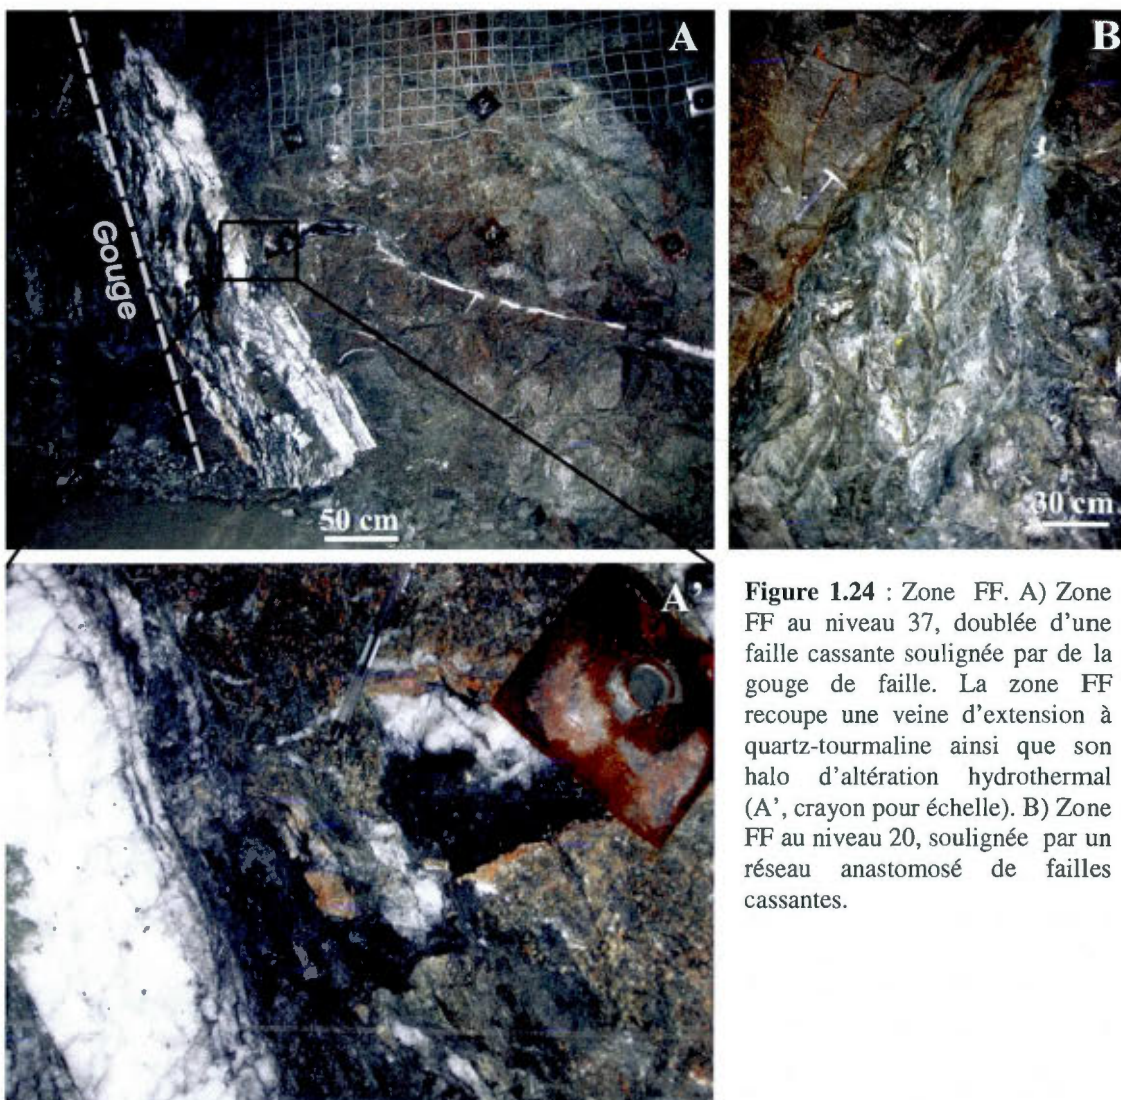 A
B
Gouge
50 cm
30 cm
A'
Figure 1.24 : Zone FF. A) Zone
FF au niveau 37, doublée d'une
faille cassante soulignée par de la
gouge de faille. La zone FF
recoupe une veine d'extension à
quartz-tourmaline ainsi que son
halo d'altération hydrothermal
(A', crayon pour échelle). B) Zone
FF au niveau 20, soulignée par un
réseau anastomosé de failles
cassantes.